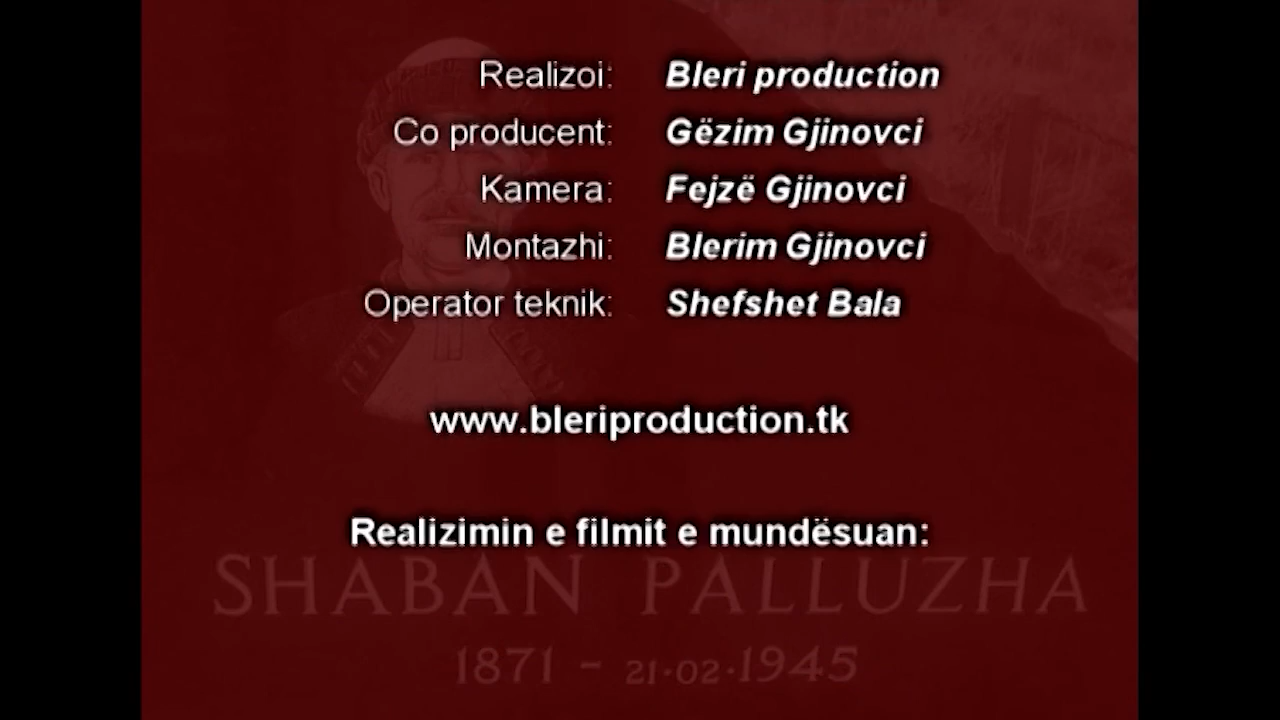 Realizoi: Bleri production
Co producent: Gëzim Gjinovci
Kamera: Fejzë Gjinovci
Montazhi: Blerim Gjinovci
Operator teknik: Shefshet Bala
www.bleriproduction.tk
Realizimin e filmit e mundësuan:
SHABAN PALLUZHA
1871 - 21·02·1945